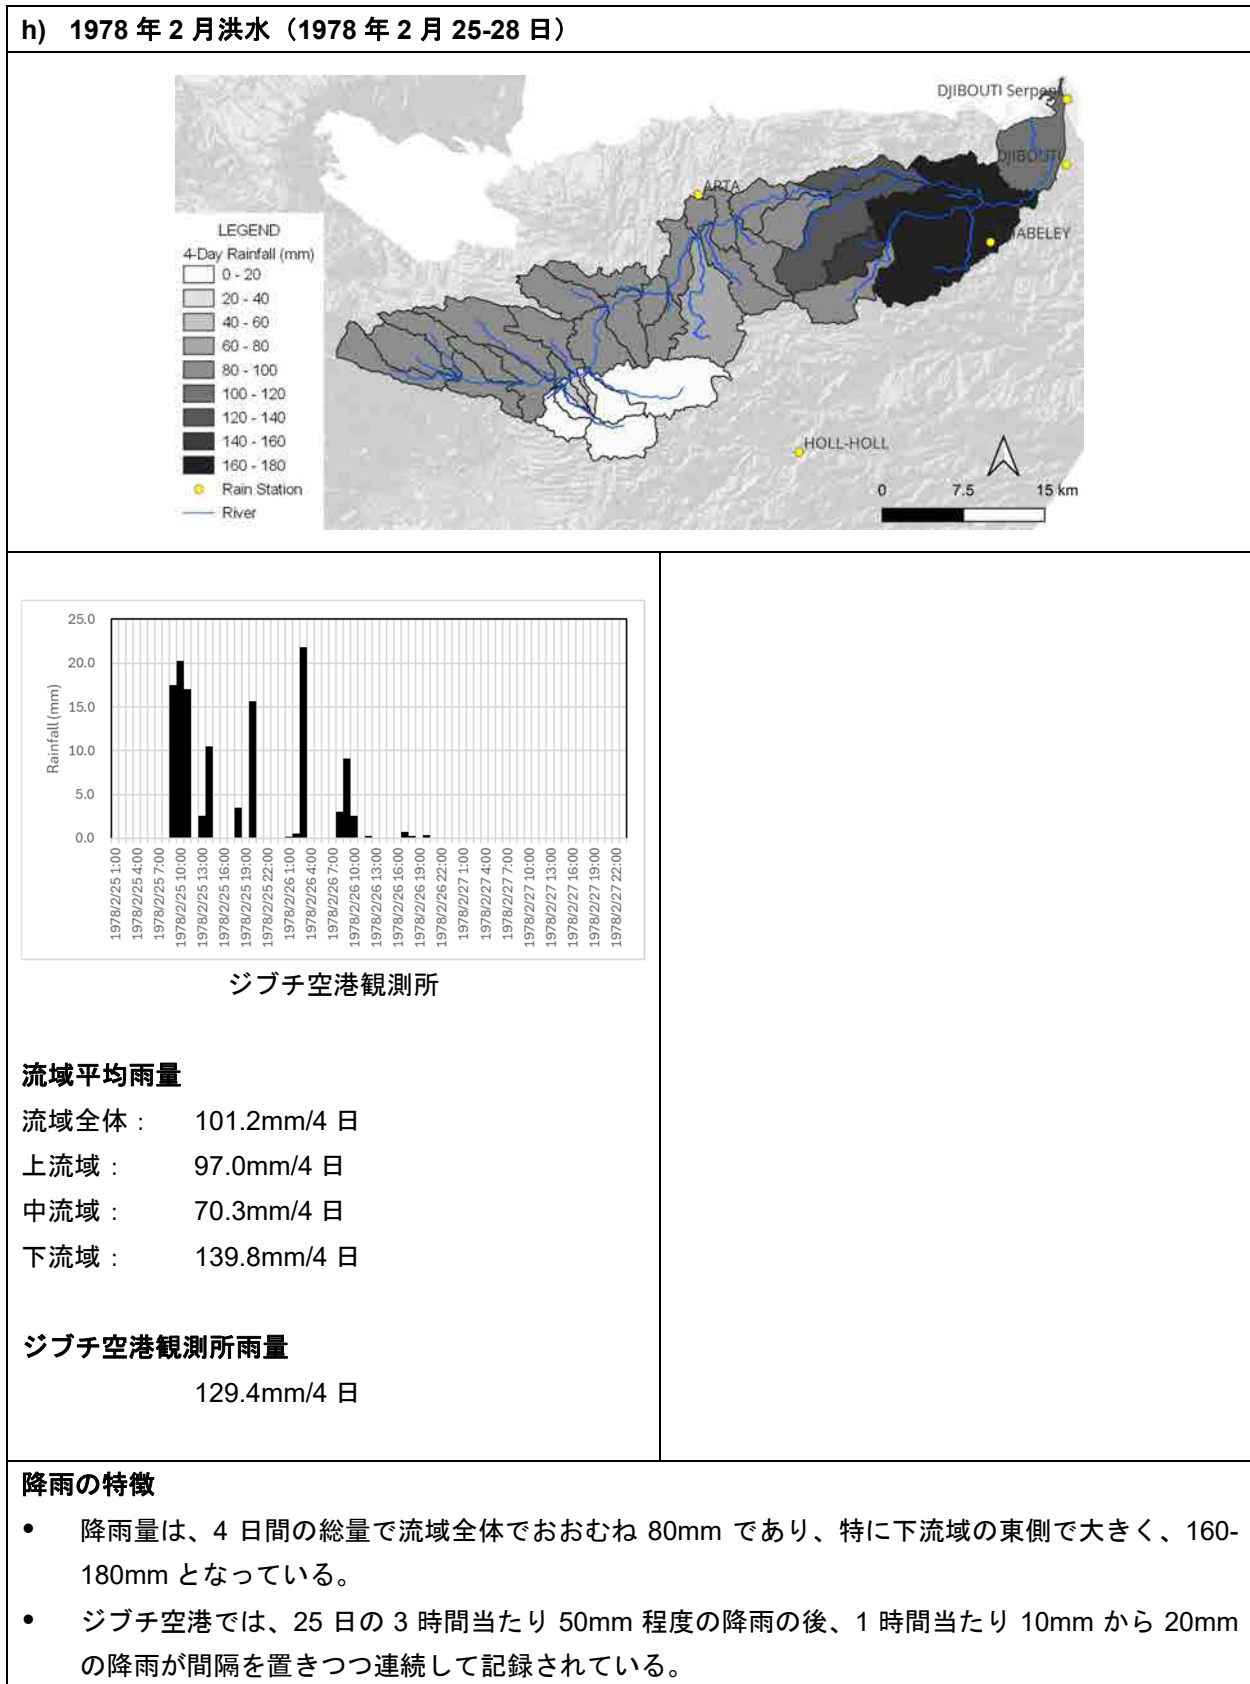 h) 1978 年 2 月洪水（1978 年 2 月 25-28 日）
DJIBOUTI Serpent
DJIBOUTI
ARTA
LEGEND
4-Day Rainfall (mm)
0 - 20
20 - 40
40 - 60
60 - 80
80 - 100
100 - 120
120 - 140
140 - 160
160 - 180
Rain Station
River
HOLL-HOLL
0 7.5 15 km
25.0
20.0
15.0
10.0
5.0
0.0
Rainfall (mm)
1978/2/25 1:00
1978/2/25 4:00
1978/2/25 7:00
1978/2/25 10:00
1978/2/25 13:00
1978/2/25 16:00
1978/2/25 19:00
1978/2/25 22:00
1978/2/26 1:00
1978/2/26 4:00
1978/2/26 7:00
1978/2/26 10:00
1978/2/26 13:00
1978/2/26 16:00
1978/2/26 19:00
1978/2/26 22:00
1978/2/27 1:00
1978/2/27 4:00
1978/2/27 7:00
1978/2/27 10:00
1978/2/27 13:00
1978/2/27 16:00
1978/2/27 19:00
1978/2/27 22:00
ジブチ空港観測所
流域平均雨量
流域全体： 101.2mm/4 日
上流域： 97.0mm/4 日
中流域： 70.3mm/4 日
下流域： 139.8mm/4 日
ジブチ空港観測所雨量
129.4mm/4 日
降雨の特徴
• 降雨量は、4 日間の総量で流域全体でおおむね 80mm であり、特に下流域の東側で大きく、160-
180mm となっている。
• ジブチ空港では、25 日の 3 時間当たり 50mm 程度の降雨の後、1 時間当たり 10mm から 20mm
の降雨が間隔を置きつつ連続して記録されている。